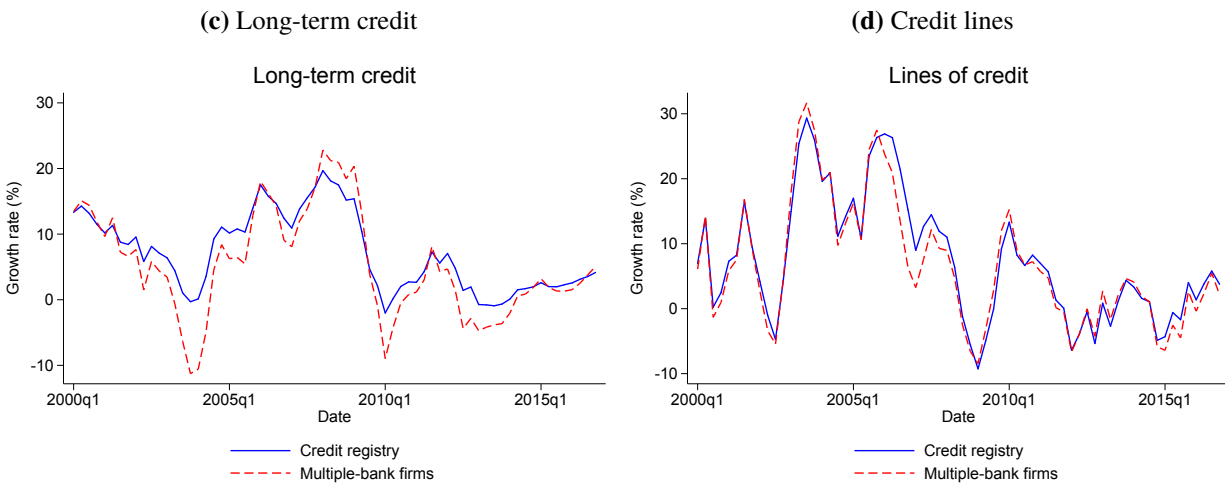 (c) Long-term credit
Long-term credit
Growth rate (%)
30
20
10
0
-10
2000q1 2005q1 2010q1 2015q1
Date
Credit registry
Multiple-bank firms
(d) Credit lines
Lines of credit
Growth rate (%)
30
20
10
0
-10
2000q1 2005q1 2010q1 2015q1
Date
Credit registry
Multiple-bank firms